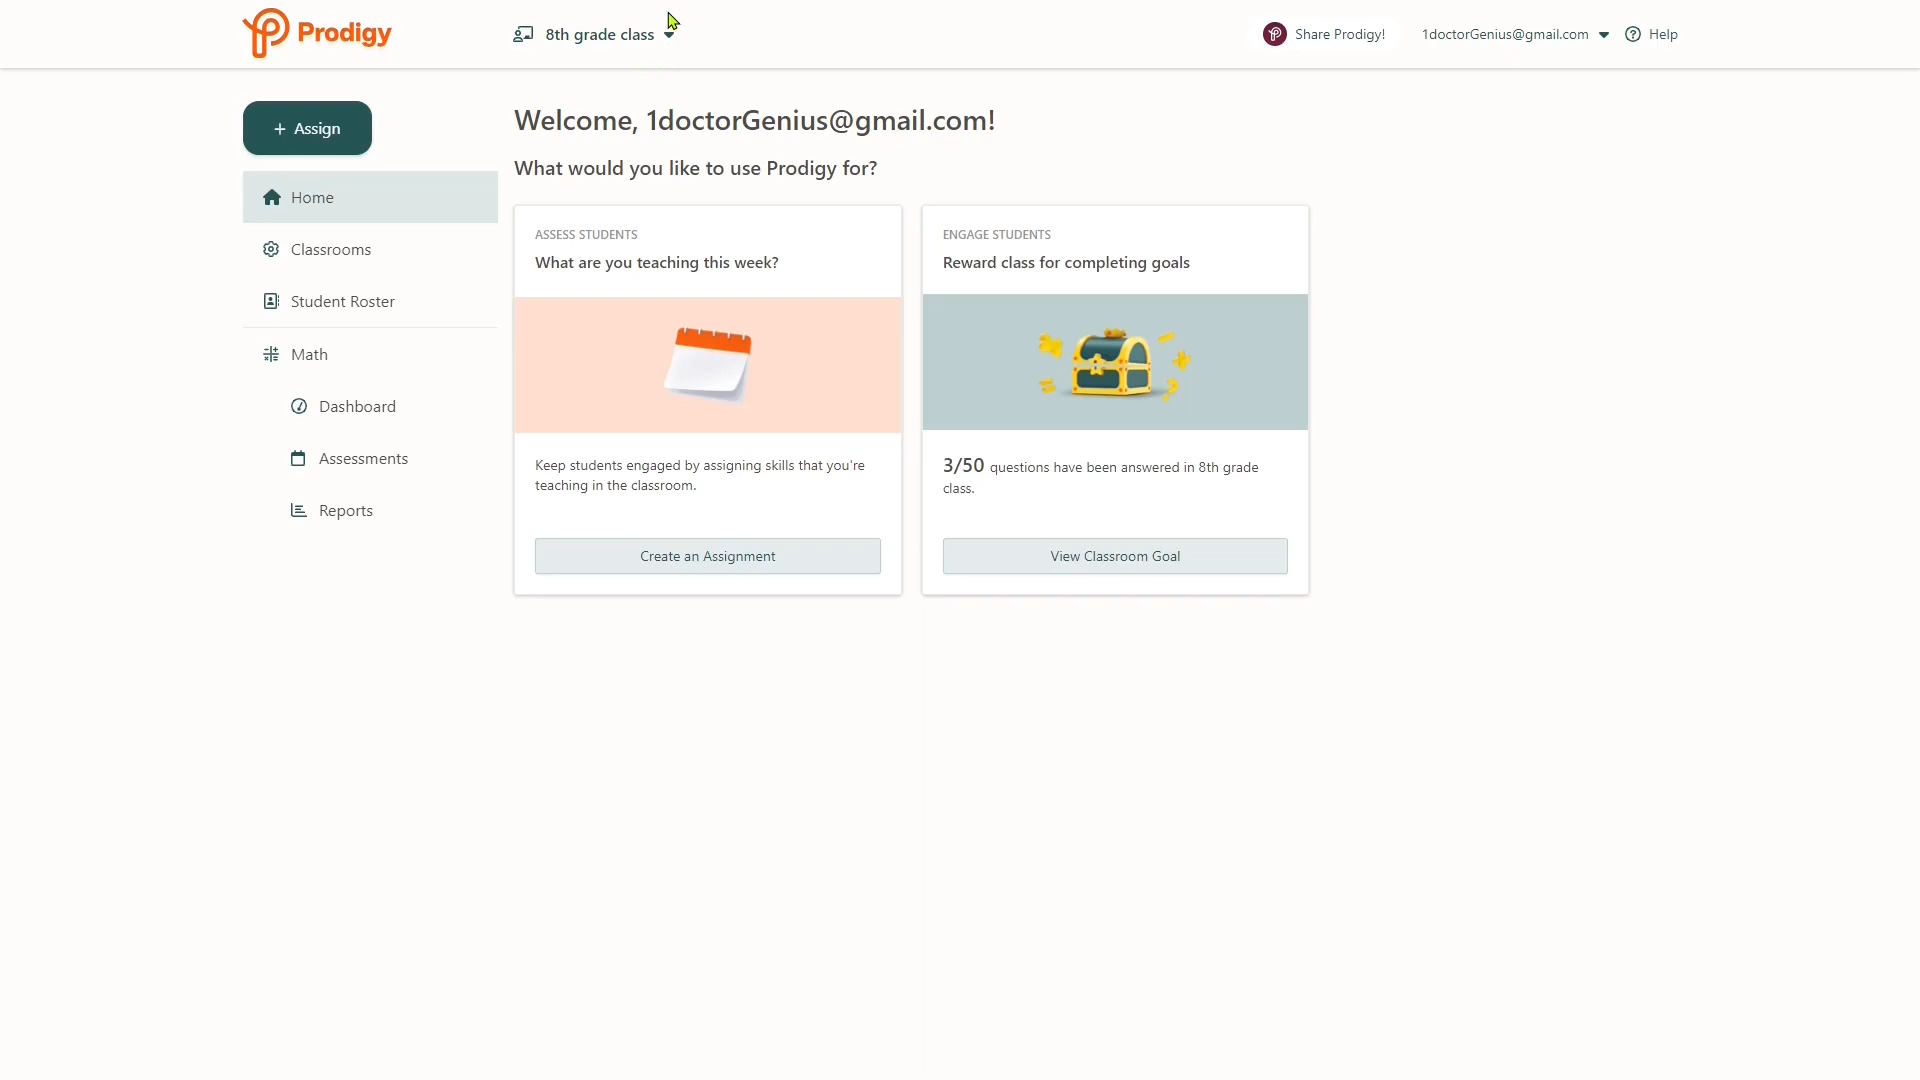 Prodigy
8th grade class
Share Prodigy!
1doctorGenius@gmail.com
Help
+ Assign
Home
Classrooms
Student Roster
Math
Dashboard
Assessments
Reports
Welcome, 1doctorGenius@gmail.com!
What would you like to use Prodigy for?
ASSESS STUDENTS
What are you teaching this week?
Keep students engaged by assigning skills that you're
teaching in the classroom.
Create an Assignment
ENGAGE STUDENTS
Reward class for completing goals
3/50 questions have been answered in 8th grade
class.
View Classroom Goal